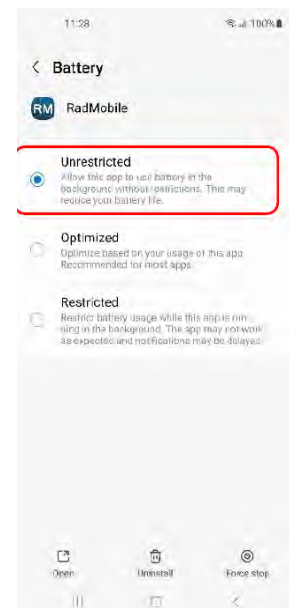 11:28
100%
< Battery
RM RadMobile
Unrestricted
Allow this app to use battery in the
background without restrictions. This may
reduce your battery life.
Optimized
Optimize based on your usage of this app
Recommended for most apps.
Restricted
Restrict battery usage while this app is run
ning in the background. The app may not work
as expected and notifications may be delayed.
Open Uninstall Force stop